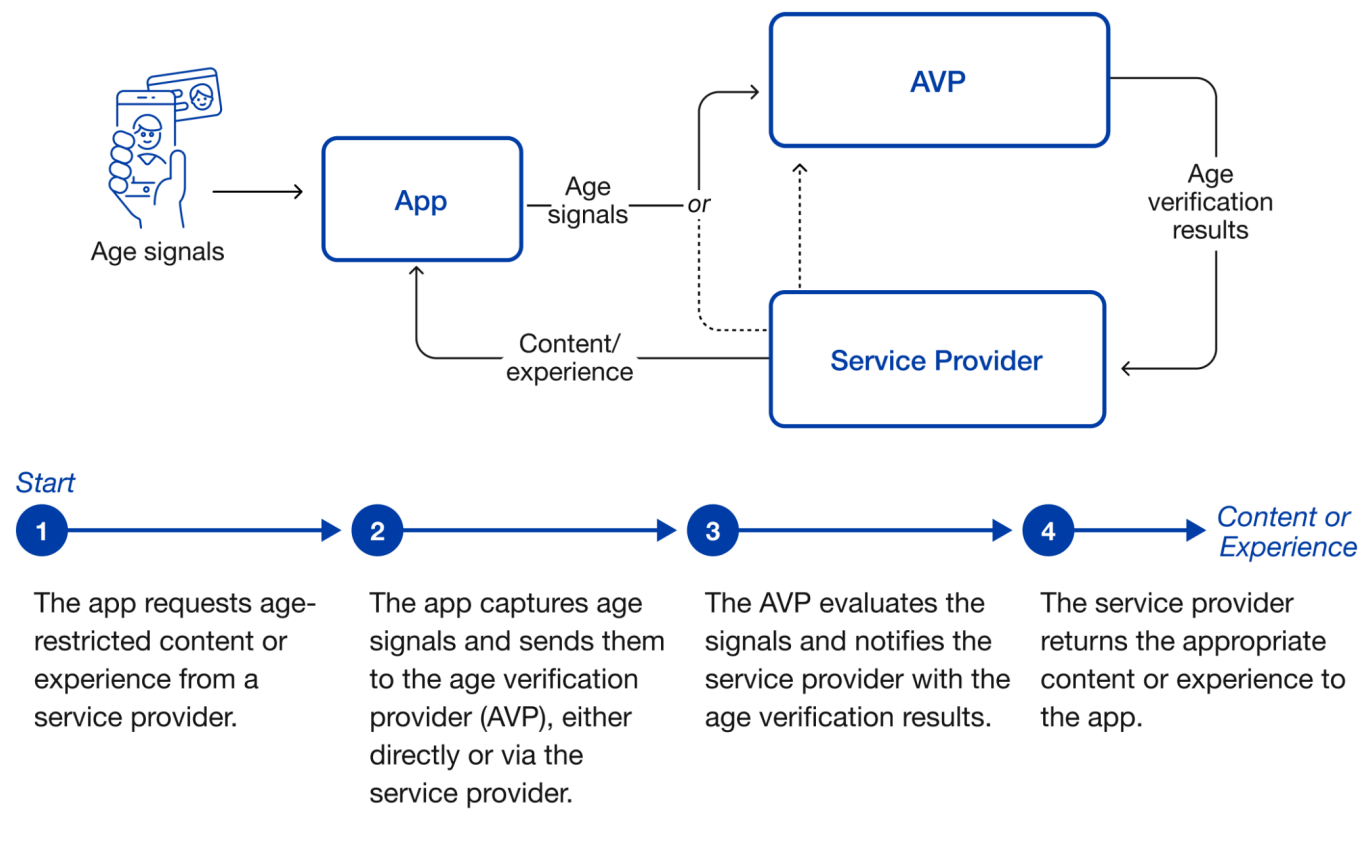 AVP
App
Age
signals
or
Age
verification
results
Age signals
Content/
experience
Service Provider
Start
1
2
3
4
Content or
Experience
The app requests age-
restricted content or
experience from a
service provider.
The app captures age
signals and sends them
to the age verification
provider (AVP), either
directly or via the
service provider.
The AVP evaluates the
signals and notifies the
service provider with the
age verification results.
The service provider
returns the appropriate
content or experience to
the app.